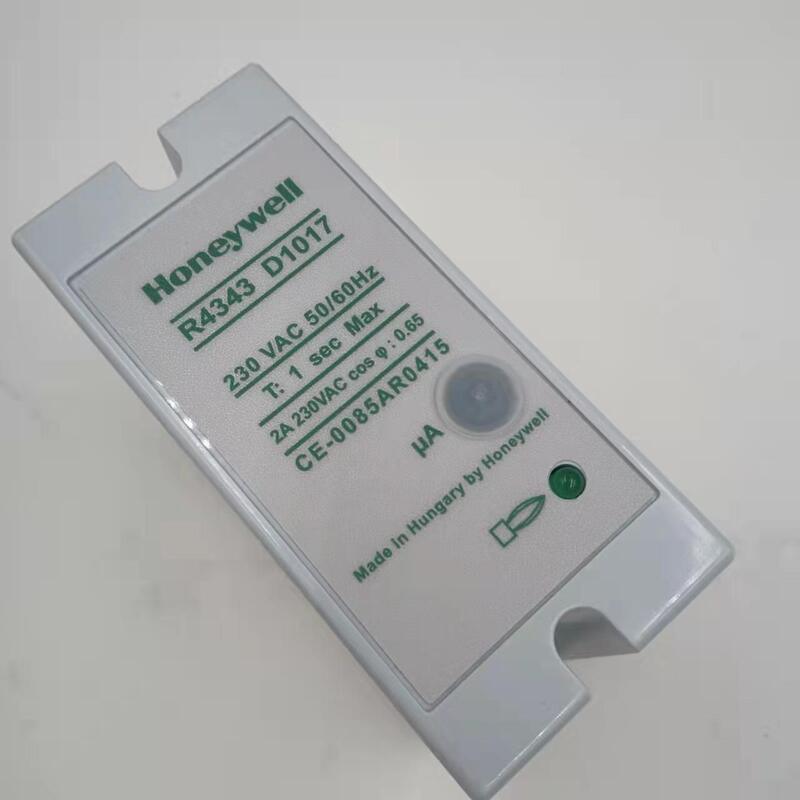 Honeywell
R4343 D1017
230 VAC 50/60Hz
T: 1 sec Max
2A 230VAC cos φ : 0.65
CE-0085AR0415
µA
Made in Hungary by Honeywell